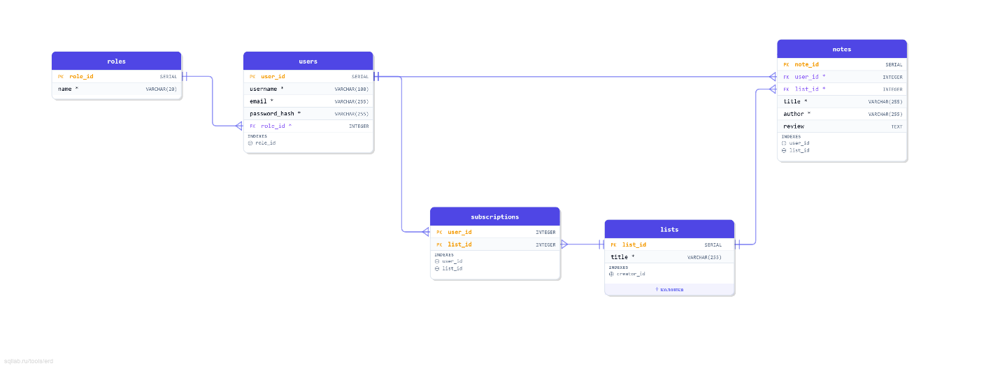 roles
PK role_id SERIAL
name * VARCHAR(20)
users
PK user_id SERIAL
username * VARCHAR(100)
email * VARCHAR(255)
password_hash * VARCHAR(255)
FK role_id * INTEGER
INDEXES
role_id
notes
PK note_id SERIAL
FK user_id * INTEGER
FK list_id * INTEGER
title * VARCHAR(255)
author * VARCHAR(255)
review TEXT
INDEXES
user_id
list_id
subscriptions
PK user_id INTEGER
PK list_id INTEGER
INDEXES
user_id
list_id
lists
PK list_id SERIAL
title * VARCHAR(255)
INDEXES
creator_id
+ колонка
sqllab.ru/tools/erd